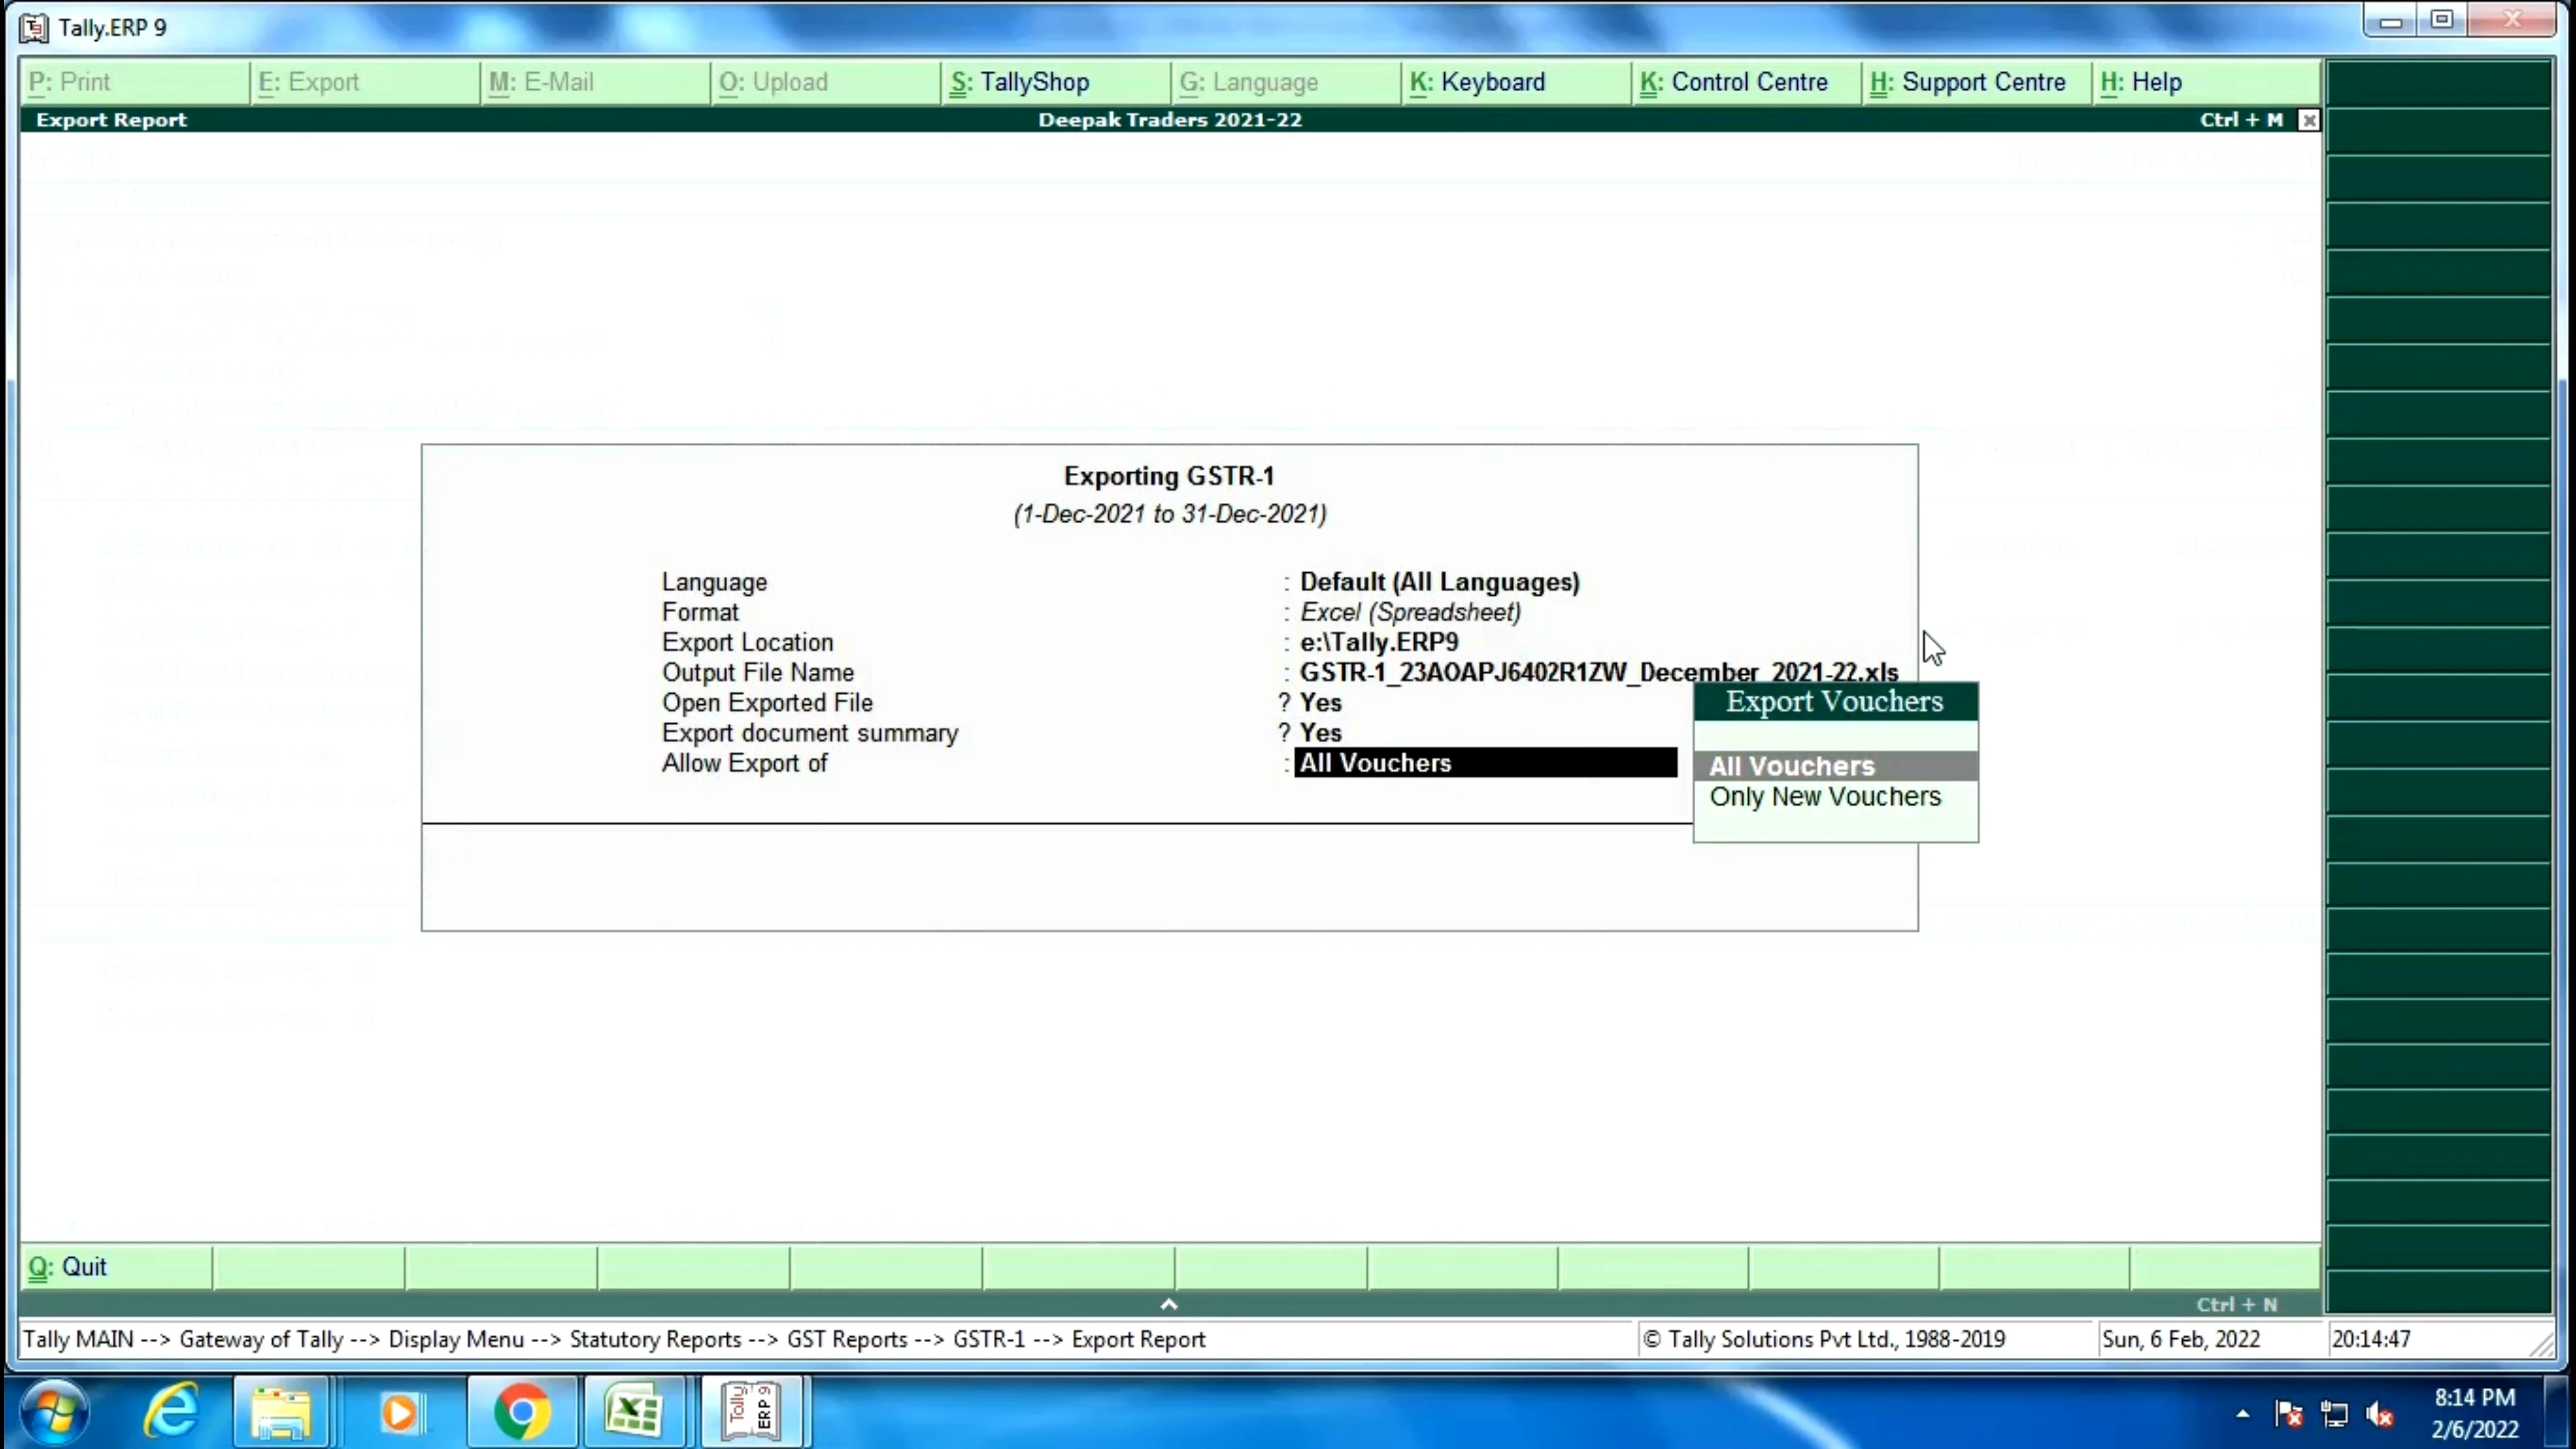 Tally.ERP 9
P: Print E: Export M: E-Mail O: Upload S: TallyShop G: Language K: Keyboard K: Control Centre H: Support Centre H: Help
Export Report Deepak Traders 2021-22 Ctrl + M
Exporting GSTR-1
(1-Dec-2021 to 31-Dec-2021)
Language : Default (All Languages)
Format : Excel (Spreadsheet)
Export Location : e:\Tally.ERP9
Output File Name : GSTR-1_23AOAPJ6402R1ZW_December_2021-22.xls
Open Exported File ? Yes
Export document summary ? Yes
Allow Export of : All Vouchers
Export Vouchers
All Vouchers
Only New Vouchers
Q: Quit
Ctrl + N
Tally MAIN --> Gateway of Tally --> Display Menu --> Statutory Reports --> GST Reports --> GSTR-1 --> Export Report © Tally Solutions Pvt Ltd., 1988-2019 Sun, 6 Feb, 2022 20:14:47
Tally ERP 9
8:14 PM
2/6/2022